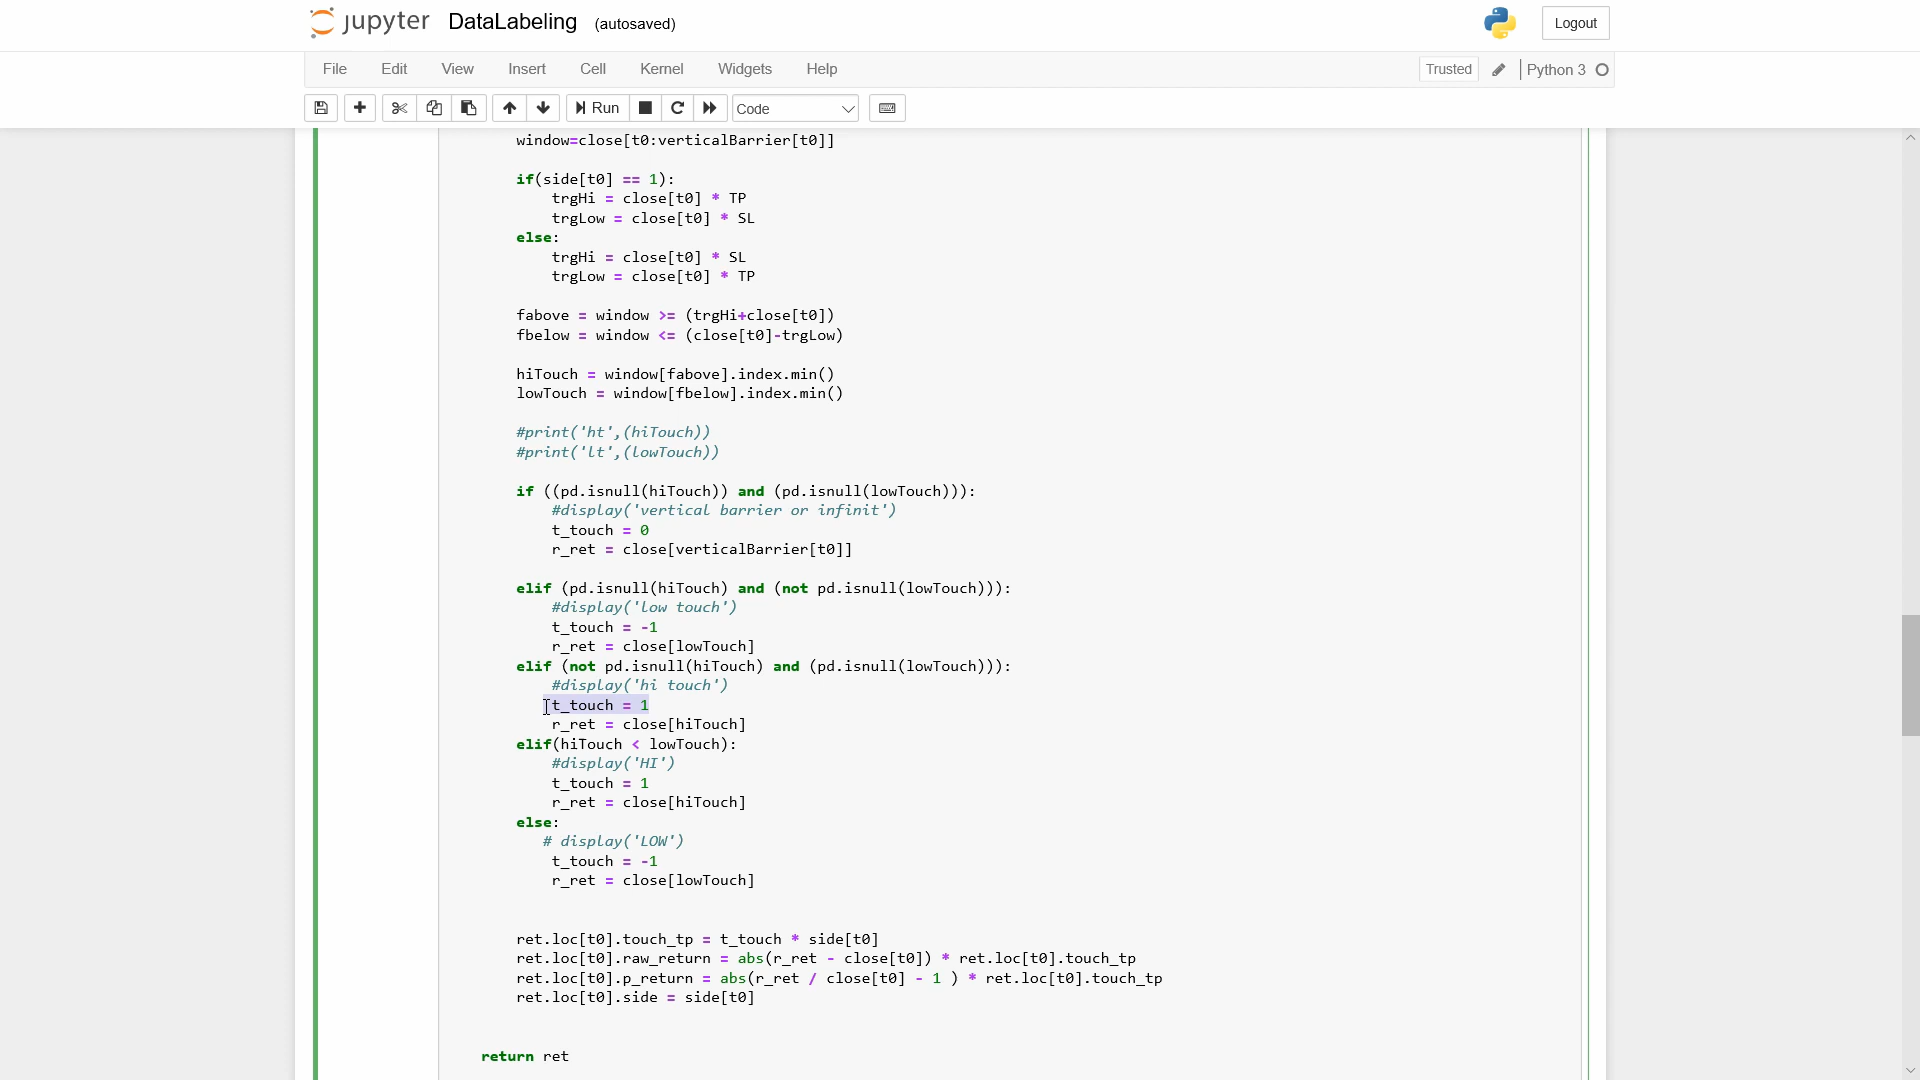 jupyter DataLabeling (autosaved) Logout
File Edit View Insert Cell Kernel Widgets Help Trusted Python 3
Run Code
window=close[t0:verticalBarrier[t0]]
if(side[t0] == 1):
trgHi = close[t0] * TP
trgLow = close[t0] * SL
else:
trgHi = close[t0] * SL
trgLow = close[t0] * TP
fabove = window >= (trgHi+close[t0])
fbelow = window <= (close[t0]-trgLow)
hiTouch = window[fabove].index.min()
lowTouch = window[fbelow].index.min()
#print('ht',(hiTouch))
#print('lt',(lowTouch))
if ((pd.isnull(hiTouch)) and (pd.isnull(lowTouch))):
#display('vertical barrier or infinit')
t_touch = 0
r_ret = close[verticalBarrier[t0]]
elif (pd.isnull(hiTouch) and (not pd.isnull(lowTouch))):
#display('low touch')
t_touch = -1
r_ret = close[lowTouch]
elif (not pd.isnull(hiTouch) and (pd.isnull(lowTouch))):
#display('hi touch')
t_touch = 1
r_ret = close[hiTouch]
elif(hiTouch < lowTouch):
#display('HI')
t_touch = 1
r_ret = close[hiTouch]
else:
# display('LOW')
t_touch = -1
r_ret = close[lowTouch]
ret.loc[t0].touch_tp = t_touch * side[t0]
ret.loc[t0].raw_return = abs(r_ret - close[t0]) * ret.loc[t0].touch_tp
ret.loc[t0].p_return = abs(r_ret / close[t0] - 1 ) * ret.loc[t0].touch_tp
ret.loc[t0].side = side[t0]
return ret